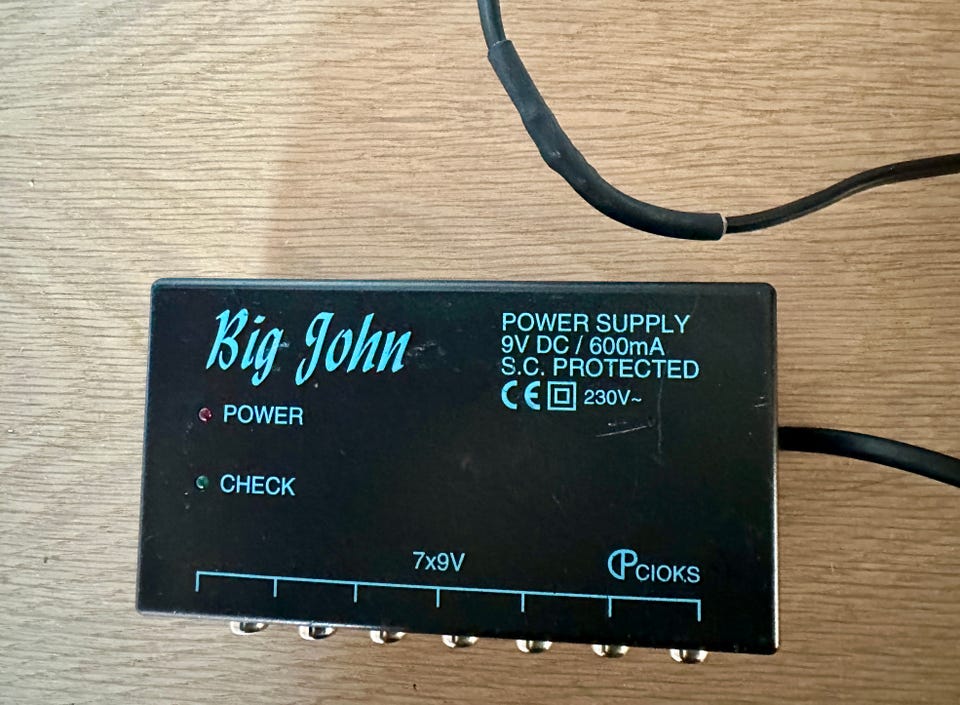 Big John
POWER SUPPLY
9V DC / 600mA
S.C. PROTECTED
CE 230V~
POWER
CHECK
7x9V
CIOKS